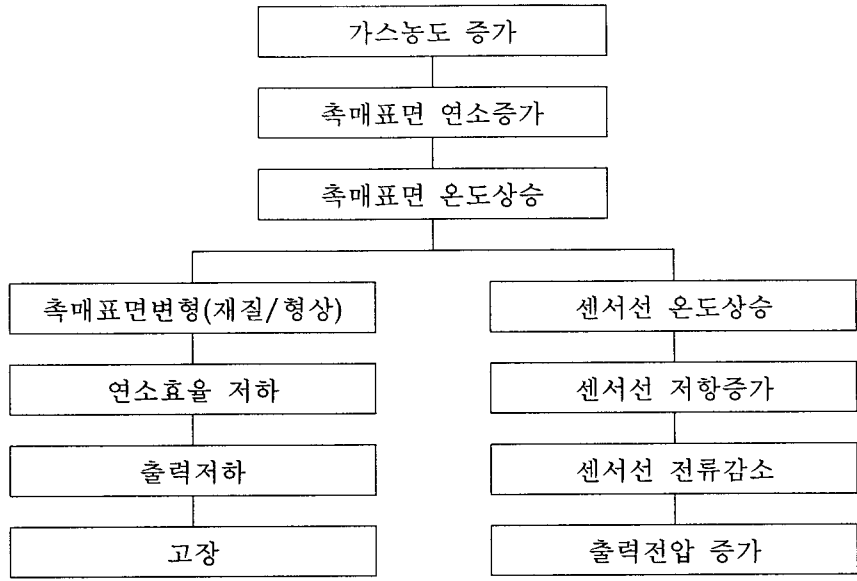 가스농도 증가
촉매표면 연소증가
촉매표면 온도상승
촉매표면변형(재질/형상)
연소효율 저하
출력저하
고장
센서선 온도상승
센서선 저항증가
센서선 전류감소
출력전압 증가